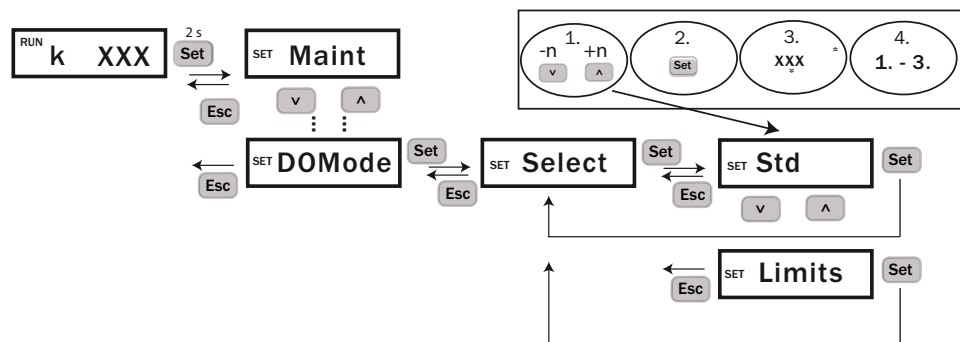 RUN k XXX
2 s
Set
Esc
SET Maint
v ^
SET DOMode
Esc
Set
Esc
SET Select
Set
Esc
SET Std
Set
v ^
SET Limits
Set
Esc
1.
-n +n
v ^
2.
Set
3.
xxx
*
*
4.
1. - 3.